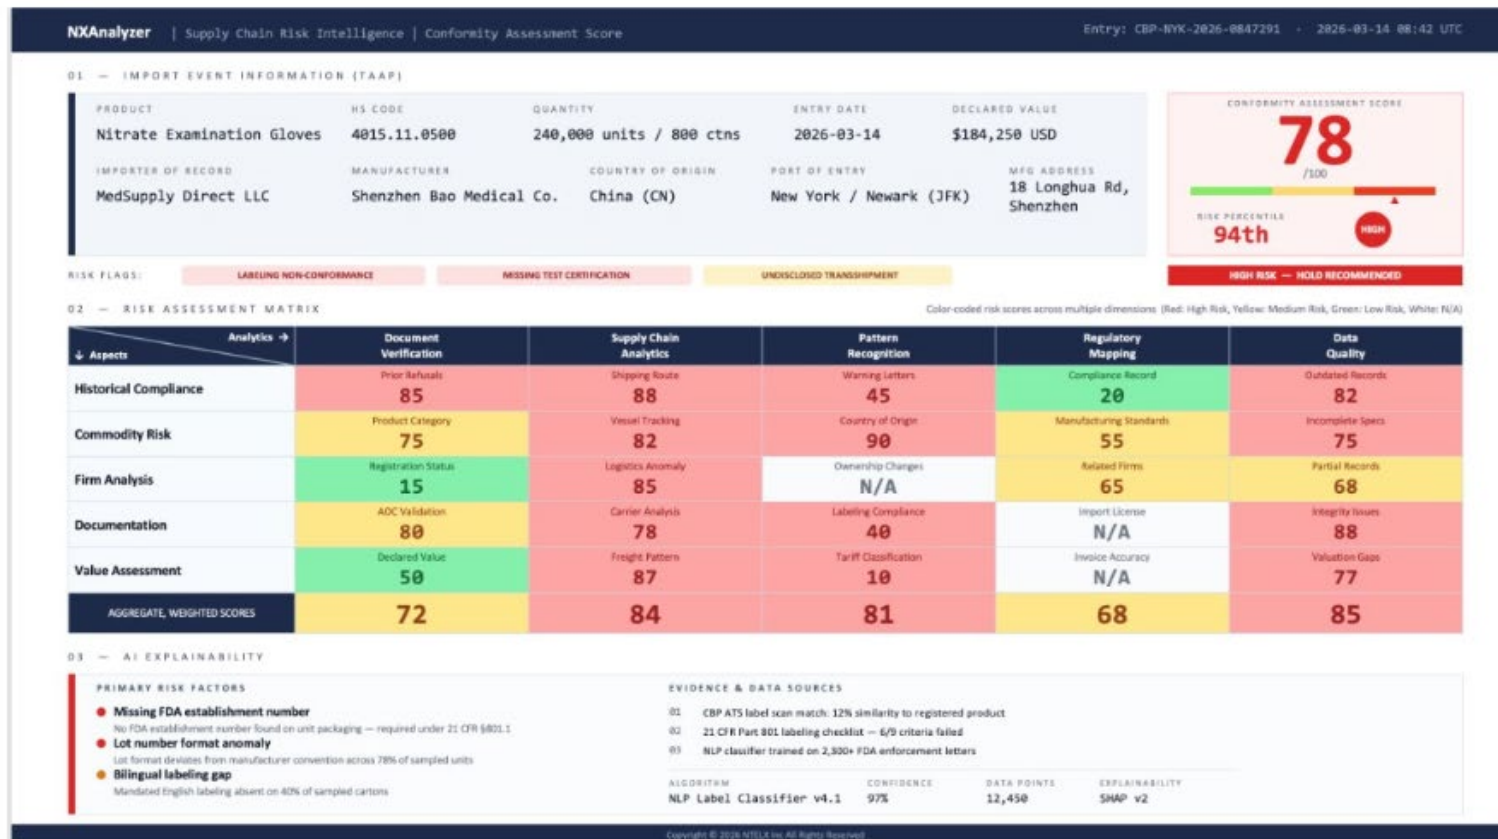 NXAnalyzer | Supply Chain Risk Intelligence | Conformity Assessment Score
Entry: CBP-NYK-2026-0847291 · 2026-03-14 08:42 UTC
01 — IMPORT EVENT INFORMATION (TAAP)
PRODUCT HS CODE QUANTITY ENTRY DATE DECLARED VALUE
Nitrate Examination Gloves 4015.11.0500 240,000 units / 800 ctns 2026-03-14 $184,250 USD
IMPORTER OF RECORD MANUFACTURER COUNTRY OF ORIGIN PORT OF ENTRY MFG ADDRESS
MedSupply Direct LLC Shenzhen Bao Medical Co. China (CN) New York / Newark (JFK) 18 Longhua Rd,
Shenzhen
CONFORMITY ASSESSMENT SCORE
78
/100
RISK PERCENTILE
94th HIGH
RISK FLAGS: LABELING NON-CONFORMANCE MISSING TEST CERTIFICATION UNDISCLOSED TRANSSHIPMENT HIGH RISK — HOLD RECOMMENDED
02 — RISK ASSESSMENT MATRIX
Color-coded risk scores across multiple dimensions (Red: High Risk, Yellow: Medium Risk, Green: Low Risk, White: N/A)
Analytics → Document Supply Chain Pattern Regulatory Data
↓ Aspects Verification Analytics Recognition Mapping Quality
Prior Refusals Shipping Route Warning Letters Compliance Record Outdated Records
Historical Compliance 85 88 45 20 82
Product Category Vessel Tracking Country of Origin Manufacturing Standards Incomplete Specs
Commodity Risk 75 82 90 55 75
Registration Status Logistics Anomaly Ownership Changes Related Firms Partial Records
Firm Analysis 15 85 N/A 65 68
AOC Validation Carrier Analysis Labeling Compliance Import License Integrity Issues
Documentation 80 78 40 N/A 88
Declared Value Freight Pattern Tariff Classification Invoice Accuracy Valuation Gaps
Value Assessment 50 87 10 N/A 77
AGGREGATE, WEIGHTED SCORES 72 84 81 68 85
03 — AI EXPLAINABILITY
PRIMARY RISK FACTORS
Missing FDA establishment number
No FDA establishment number found on unit packaging — required under 21 CFR §801.1
Lot number format anomaly
Lot format deviates from manufacturer convention across 78% of sampled units
Bilingual labeling gap
Mandated English labeling absent on 40% of sampled cartons
EVIDENCE & DATA SOURCES
01 CBP ATS label scan match: 12% similarity to registered product
02 21 CFR Part 801 labeling checklist — 6/9 criteria failed
03 NLP classifier trained on 2,300+ FDA enforcement letters
ALGORITHM CONFIDENCE DATA POINTS EXPLAINABILITY
NLP Label Classifier v4.1 97% 12,450 SHAP v2
Copyright © 2026 NTELX Inc All Rights Reserved